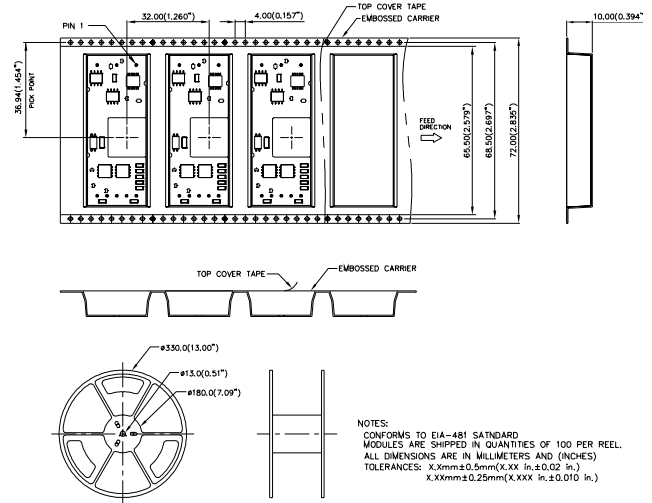 TOP COVER TAPE
EMBOSSED CARRIER
32.00(1.260")
4.00(0.157")
10.00(0.394"
PIN 1
36.94(1.454")
PICK POINT
FEED
DIRECTION
65.50(2.579")
68.50(2.697")
72.00(2.835")
TOP COVER TAPE
EMBOSSED CARRIER
ø330.0(13.00")
ø13.0(0.51")
ø180.0(7.09")
NOTES:
CONFORMS TO EIA-481 SATNDARD
MODULES ARE SHIPPED IN QUANTITIES OF 100 PER REEL.
ALL DIMENSIONS ARE IN MILLIMETERS AND (INCHES)
TOLERANCES: X.Xmm±0.5mm(X.XX in.±0.02 in.)
X.XXmm±0.25mm(X.XXX in.±0.010 in.)